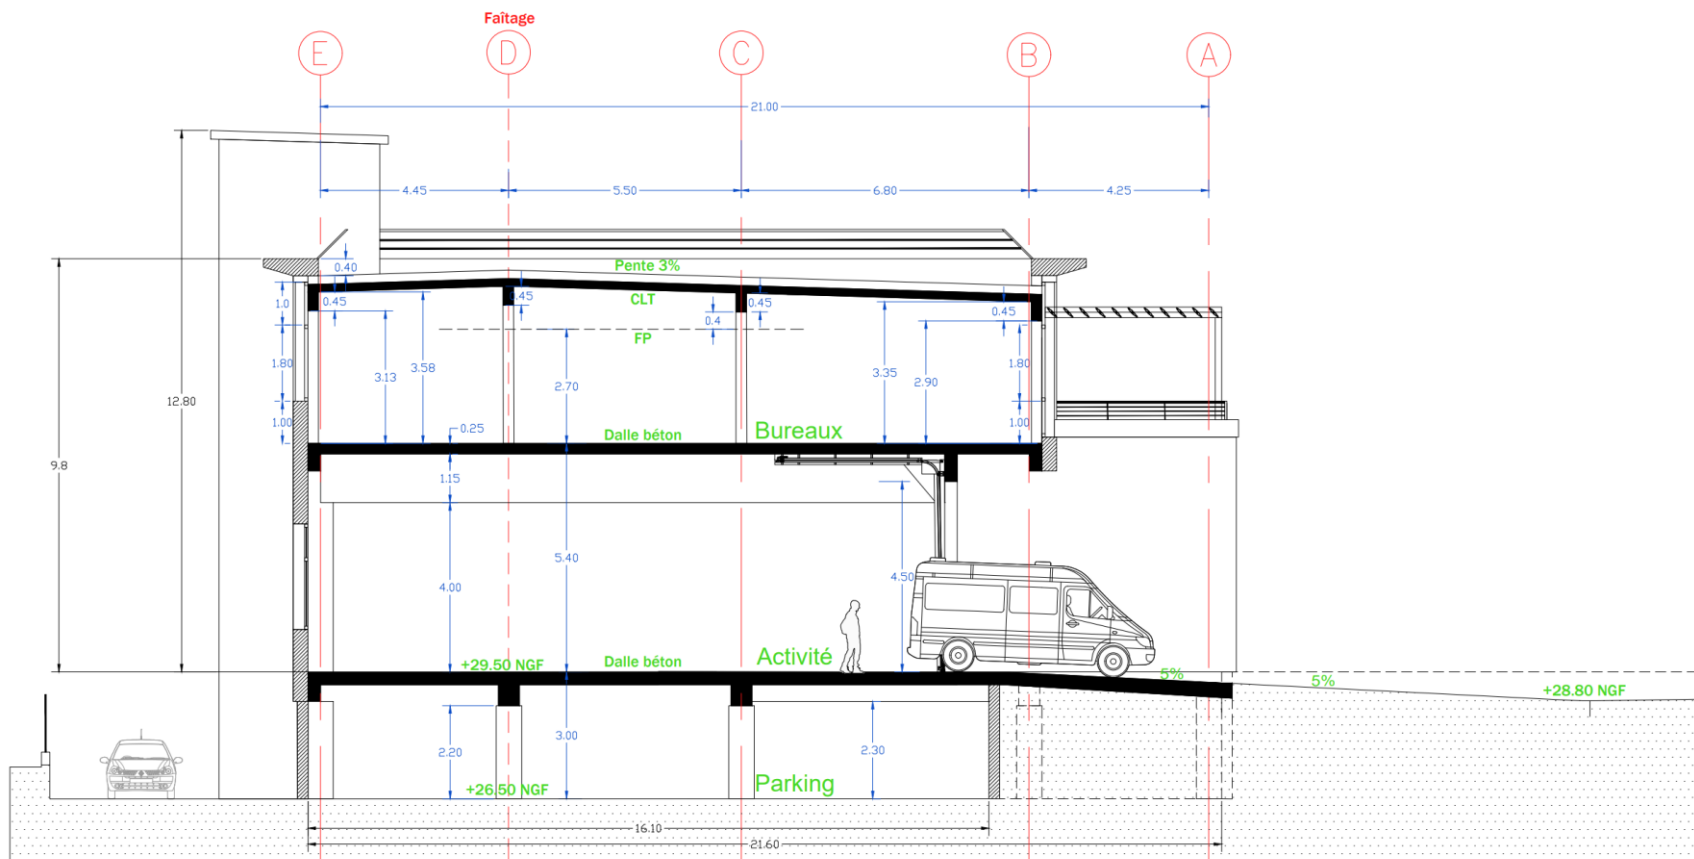 Faîtage
E D C B A
21.00
4.45 5.50 6.80 4.25
0.40
Pente 3%
1.0 0.45 0.45 0.45 0.45
CLT
0.4
FP
1.80 3.13 3.58 2.70 3.35 2.90 1.80
12.80
1.00 0.25 1.00
Dalle béton Bureaux
9.8
1.15
5.40
4.00 4.50
+29.50 NGF Dalle béton Activité
5% 5% +28.80 NGF
2.20 3.00 2.30
+26.50 NGF Parking
16.10
21.60